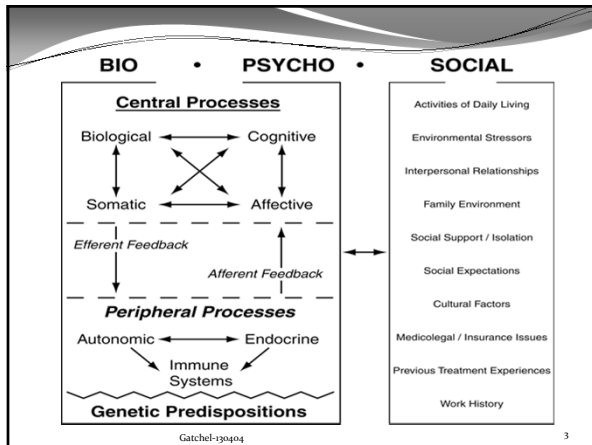 BIO • PSYCHO • SOCIAL
Central Processes
Biological Cognitive
Somatic Affective
Efferent Feedback
Afferent Feedback
Peripheral Processes
Autonomic Endocrine
Immune
Systems
Genetic Predispositions
Activities of Daily Living
Environmental Stressors
Interpersonal Relationships
Family Environment
Social Support / Isolation
Social Expectations
Cultural Factors
Medicolegal / Insurance Issues
Previous Treatment Experiences
Work History
Gatchel-130404 3